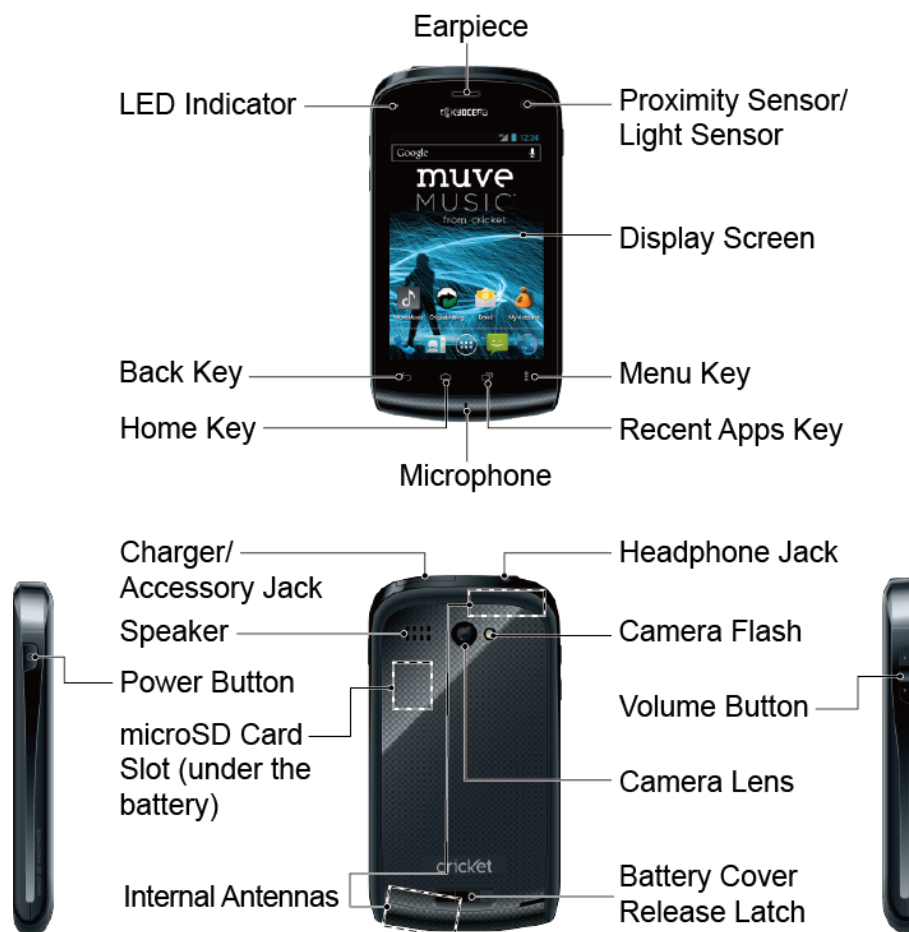 Earpiece
LED Indicator
Proximity Sensor/
Light Sensor
KYOCERA
12:34
Google
muve
MUSIC
from cricket
Display Screen
Email
Back Key
Menu Key
Home Key
Recent Apps Key
Microphone
Charger/
Accessory Jack
Headphone Jack
Speaker
Camera Flash
Power Button
Volume Button
microSD Card
Slot (under the
battery)
Camera Lens
cricket
Internal Antennas
Battery Cover
Release Latch